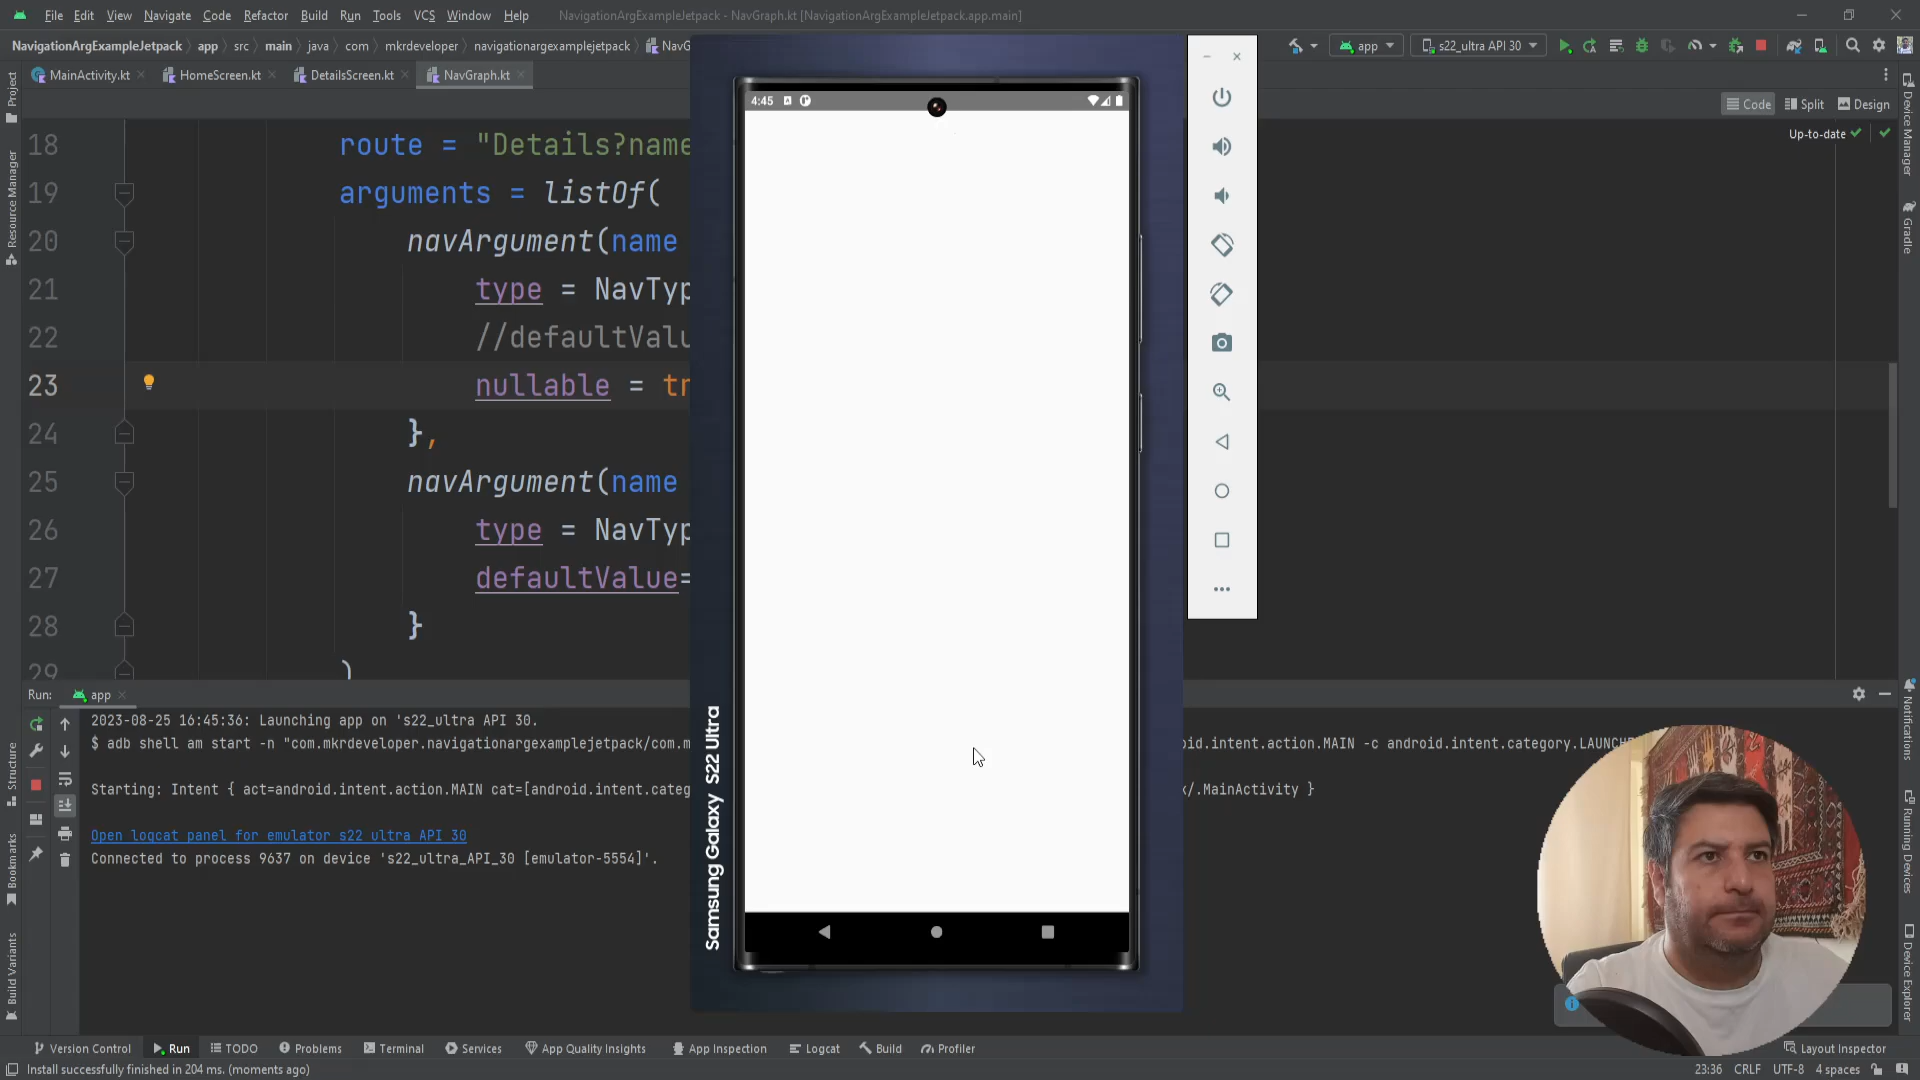 File Edit View Navigate Code Refactor Build Run Tools VCS Window Help NavigationArgExampleJetpack - NavGraph.kt [NavigationArgExampleJetpack.app.main]
NavigationArgExampleJetpack app src main java com mkrdeveloper navigationargexamplejetpack NavG app s22_ultra API 30
MainActivity.kt HomeScreen.kt DetailsScreen.kt NavGraph.kt
Code Split Design
Up-to-date
Project
Resource Manager
Structure
Bookmarks
Build Variants
18 route = "Details?name
19 arguments = listOf(
20 navArgument(name
21 type = NavTyp
22 //defaultValu
23 nullable = tr
24 },
25 navArgument(name
26 type = NavTyp
27 defaultValue=
28 }
29 )
4:45
Samsung Galaxy S22 Ultra
Device Manager
Gradle
Notifications
Running Devices
Device Explorer
Run: app
2023-08-25 16:45:36: Launching app on 's22_ultra API 30.
$ adb shell am start -n "com.mkrdeveloper.navigationargexamplejetpack/com.m oid.intent.action.MAIN -c android.intent.category.LAUNCH
Starting: Intent { act=android.intent.action.MAIN cat=[android.intent.categ k/.MainActivity }
Open logcat panel for emulator s22 ultra API 30
Connected to process 9637 on device 's22_ultra_API_30 [emulator-5554]'.
Version Control Run TODO Problems Terminal Services App Quality Insights App Inspection Logcat Build Profiler Layout Inspector
Install successfully finished in 204 ms. (moments ago) 23:36 CRLF UTF-8 4 spaces